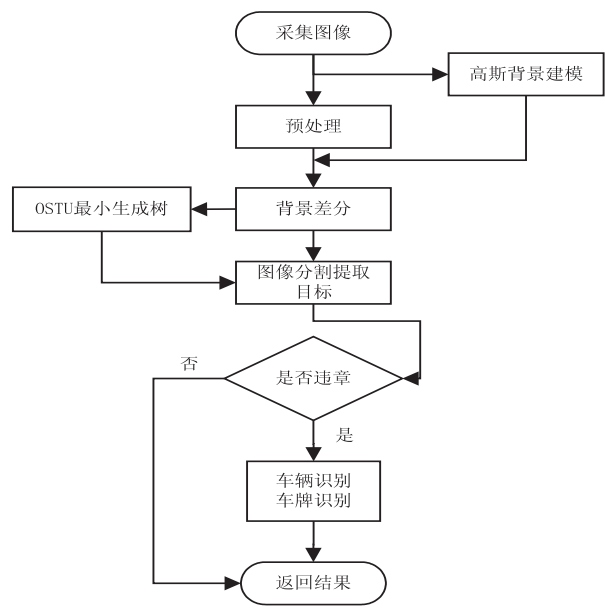 采集图像
高斯背景建模
预处理
OSTU最小生成树
背景差分
图像分割提取
目标
否
是否违章
是
车辆识别
车牌识别
返回结果